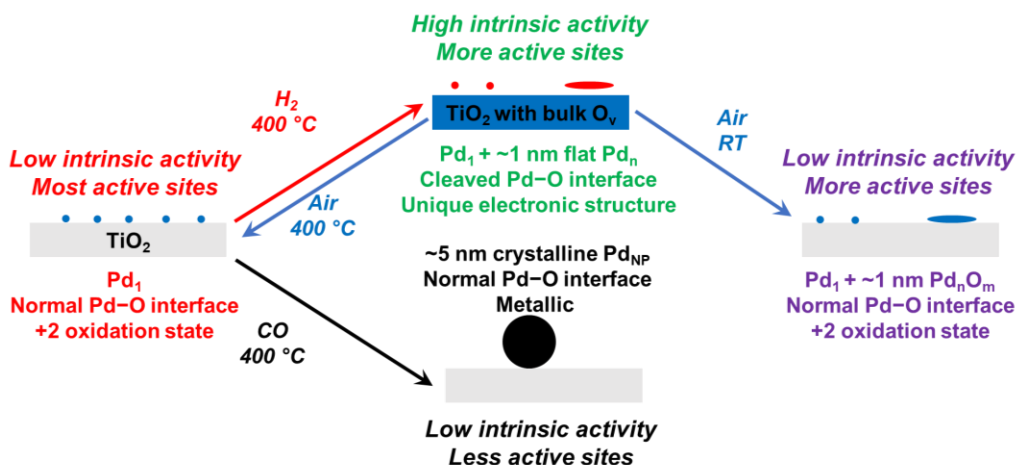 High intrinsic activity
More active sites
H₂
400 °C
TiO₂ with bulk Oᵥ
Air
RT
Low intrinsic activity
Most active sites
Pd₁ + ~1 nm flat Pdₙ
Cleaved Pd−O interface
Unique electronic structure
Low intrinsic activity
More active sites
Air
400 °C
TiO₂
~5 nm crystalline Pd_NP
Normal Pd−O interface
Metallic
Pd₁
Normal Pd−O interface
+2 oxidation state
Pd₁ + ~1 nm PdₙOₘ
Normal Pd−O interface
+2 oxidation state
CO
400 °C
Low intrinsic activity
Less active sites